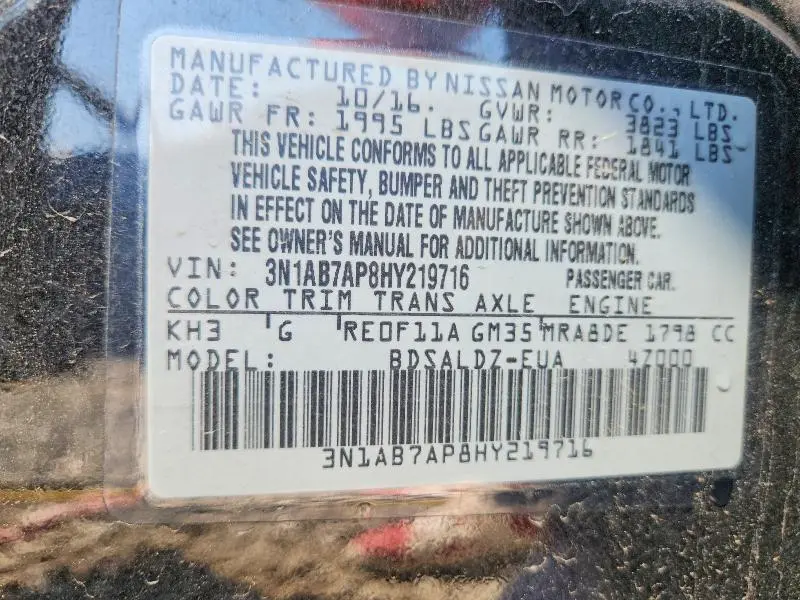 MANUFACTURED BY NISSAN MOTOR CO., LTD.
DATE: 10/16. GVWR: 3823 LBS
GAWR FR: 1995 LBS GAWR RR: 1841 LBS
THIS VEHICLE CONFORMS TO ALL APPLICABLE FEDERAL MOTOR
VEHICLE SAFETY, BUMPER AND THEFT PREVENTION STANDARDS
IN EFFECT ON THE DATE OF MANUFACTURE SHOWN ABOVE.
SEE OWNER'S MANUAL FOR ADDITIONAL INFORMATION.
VIN: 3N1AB7AP8HY219716 PASSENGER CAR.
COLOR TRIM TRANS AXLE ENGINE
KH3 G RE0F11A GM35 MRA8DE 1798 CC
MODEL: BDSALDZ-EUA 4Z000
3N1AB7AP8HY219716